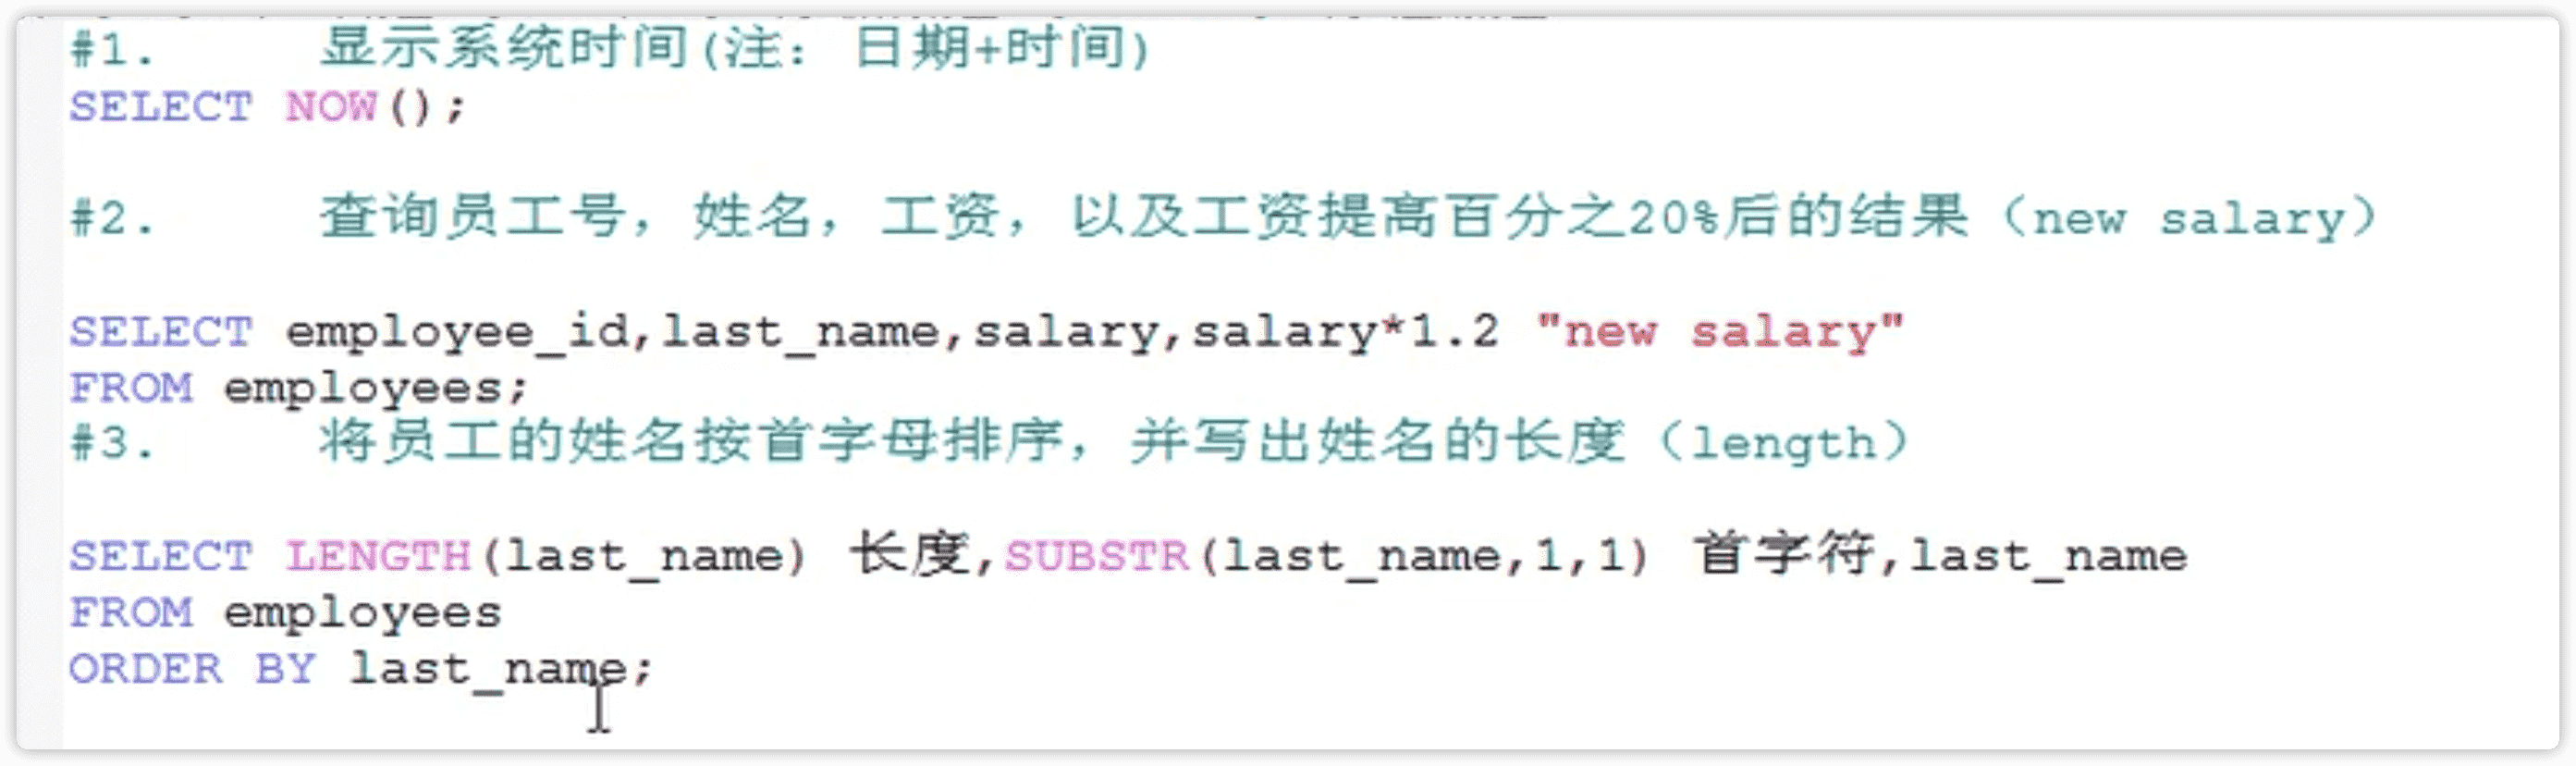 #1. 显示系统时间(注: 日期+时间)
SELECT NOW();
#2. 查询员工号，姓名，工资，以及工资提高百分之20%后的结果（new salary）
SELECT employee_id,last_name,salary,salary*1.2 "new salary"
FROM employees;
#3. 将员工的姓名按首字母排序，并写出姓名的长度（length）
SELECT LENGTH(last_name) 长度,SUBSTR(last_name,1,1) 首字符,last_name
FROM employees
ORDER BY last_name;